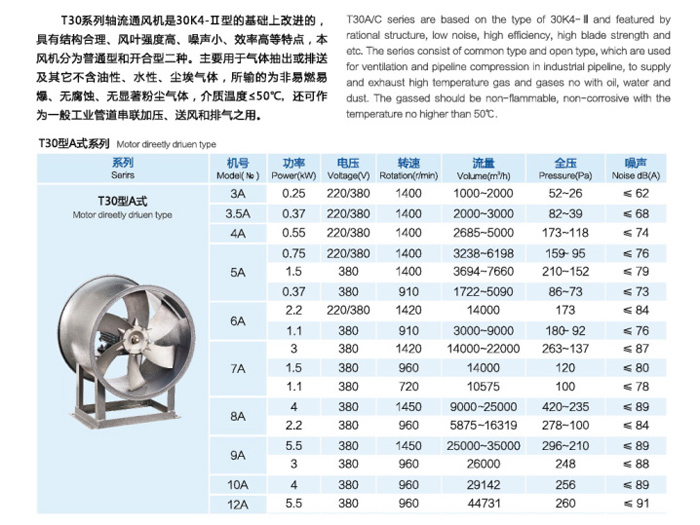 T30系列轴流通风机是30K4-Ⅱ型的基础上改进的，
具有结构合理、风叶强度高、噪声小、效率高等特点，本
风机分为普通型和开合型二种。主要用于气体抽出或排送
及其它不含油性、水性、尘埃气体，所输的为非易燃易
爆、无腐蚀、无显著粉尘气体，介质温度≤50℃，还可作
为一般工业管道串联加压、送风和排气之用。
T30A/C series are based on the type of 30K4-Ⅱ and featured by
rational structure, low noise, high efficiency, high blade strength and
etc. The series consist of common type and open type, which are used
for ventilation and pipeline compression in industrial pipeline, to supply
and exhaust high temperature gas and gases no with oil, water and
dust. The gassed should be non-flammable, non-corrosive with the
temperature no higher than 50℃.
T30型A式系列 Motor direetly driuen type
系列 机号 功率 电压 转速 流量 全压 噪声
Serirs Model(№) Power(kW) Voltage(V) Rotation(r/min) Volume(m³/h) Pressure(Pa) Noise dB(A)
T30型A式
Motor direetly driuen type
3A 0.25 220/380 1400 1000~2000 52~26 ≤ 62
3.5A 0.37 220/380 1400 2000~3000 82~39 ≤ 68
4A 0.55 220/380 1400 2685~5000 173~118 ≤ 74
5A 0.75 220/380 1400 3238~6198 159- 95 ≤ 76
1.5 380 1400 3694~7660 210~152 ≤ 79
0.37 380 910 1722~5090 86~73 ≤ 73
6A 2.2 220/380 1420 14000 173 ≤ 84
1.1 380 910 3000~9000 180- 92 ≤ 76
7A 3 380 1420 14000~22000 263~137 ≤ 87
1.5 380 960 14000 120 ≤ 80
1.1 380 720 10575 100 ≤ 78
8A 4 380 1450 9000~25000 420~235 ≤ 89
2.2 380 960 5875~16319 278~100 ≤ 84
9A 5.5 380 1450 25000~35000 296~210 ≤ 89
3 380 960 26000 248 ≤ 88
10A 4 380 960 29142 256 ≤ 89
12A 5.5 380 960 44731 260 ≤ 91